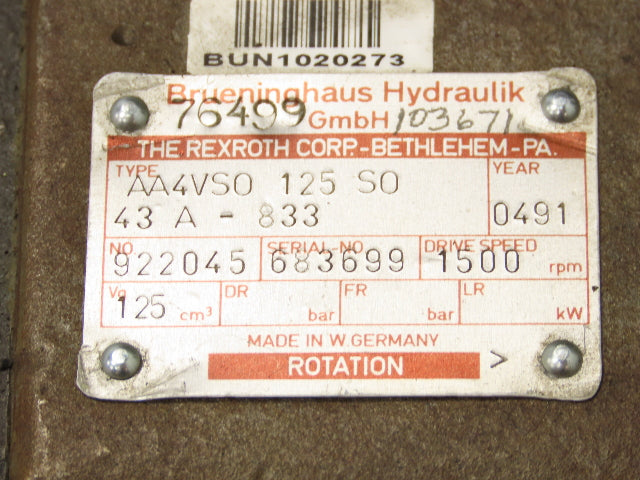 BUN1020273
Brueninghaus Hydraulik
76499 GmbH 103671
THE REXROTH CORP.-BETHLEHEM-PA.
TYPE YEAR
AA4VSO 125 SO
43 A - 833 0491
NO SERIAL-NO DRIVE SPEED
922045 683699 1500 rpm
Vg DR FR LR
125 cm³ bar bar kW
MADE IN W. GERMANY
ROTATION >